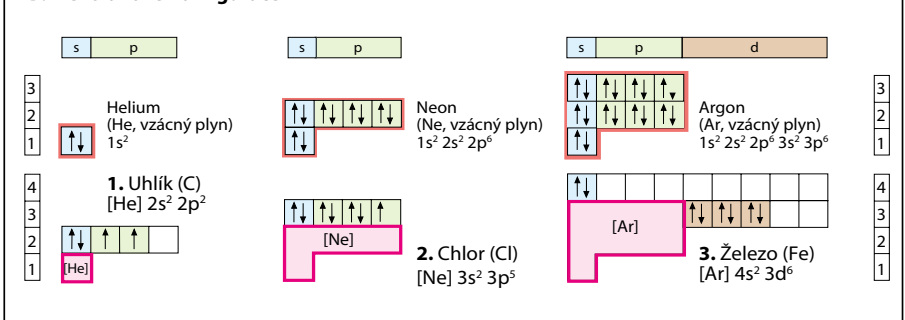 s p
s p
s p d
3
2
1
Helium
(He, vzácný plyn)
1s²
Neon
(Ne, vzácný plyn)
1s² 2s² 2p⁶
Argon
(Ar, vzácný plyn)
1s² 2s² 2p⁶ 3s² 3p⁶
3
2
1
4
3
2
1
1. Uhlík (C)
[He] 2s² 2p²
[He]
[Ne]
2. Chlor (Cl)
[Ne] 3s² 3p⁵
[Ar]
3. Železo (Fe)
[Ar] 4s² 3d⁶
4
3
2
1